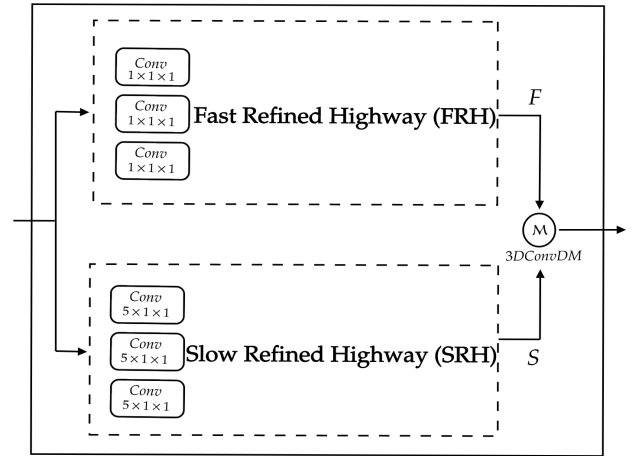 Conv
1×1×1
Conv
1×1×1
Fast Refined Highway (FRH)
Conv
1×1×1
F
M
3DConvDM
Conv
5×1×1
Conv
5×1×1
Slow Refined Highway (SRH)
Conv
5×1×1
S